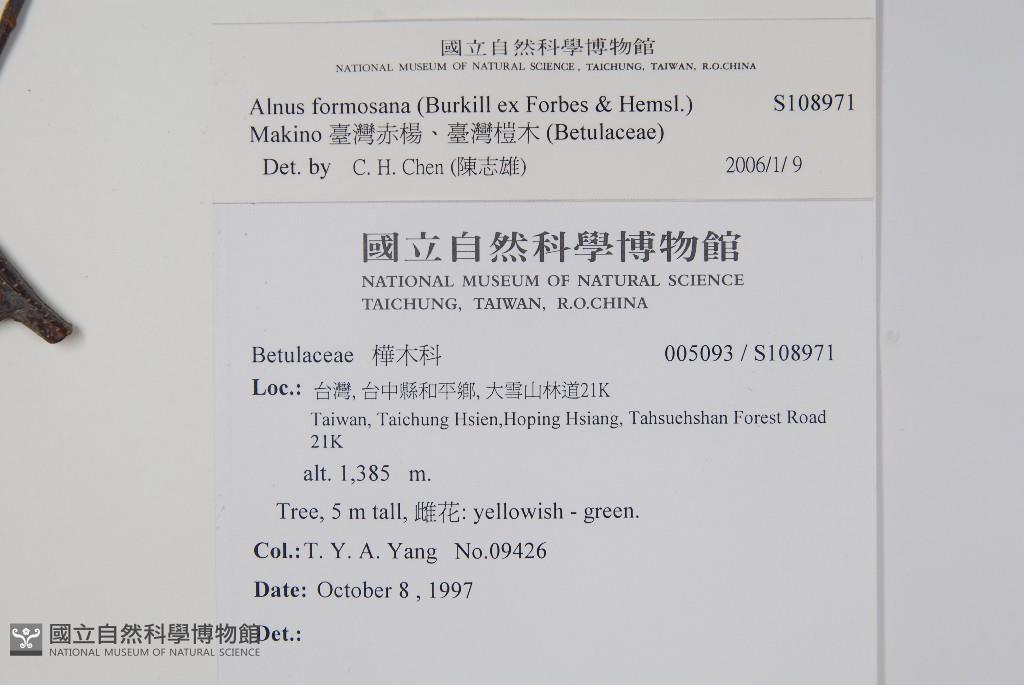 國立自然科學博物館
NATIONAL MUSEUM OF NATURAL SCIENCE, TAICHUNG, TAIWAN, R.O.CHINA
Alnus formosana (Burkill ex Forbes & Hemsl.) S108971
Makino 臺灣赤楊、臺灣榿木 (Betulaceae)
Det. by C. H. Chen (陳志雄) 2006/1/ 9
國立自然科學博物館
NATIONAL MUSEUM OF NATURAL SCIENCE
TAICHUNG, TAIWAN, R.O.CHINA
Betulaceae 樺木科 005093 / S108971
Loc.: 台灣, 台中縣和平鄉, 大雪山林道21K
Taiwan, Taichung Hsien,Hoping Hsiang, Tahsuehshan Forest Road
21K
alt. 1,385 m.
Tree, 5 m tall, 雌花: yellowish - green.
Col.: T. Y. A. Yang No.09426
Date: October 8 , 1997
Det.:
國立自然科學博物館
NATIONAL MUSEUM OF NATURAL SCIENCE